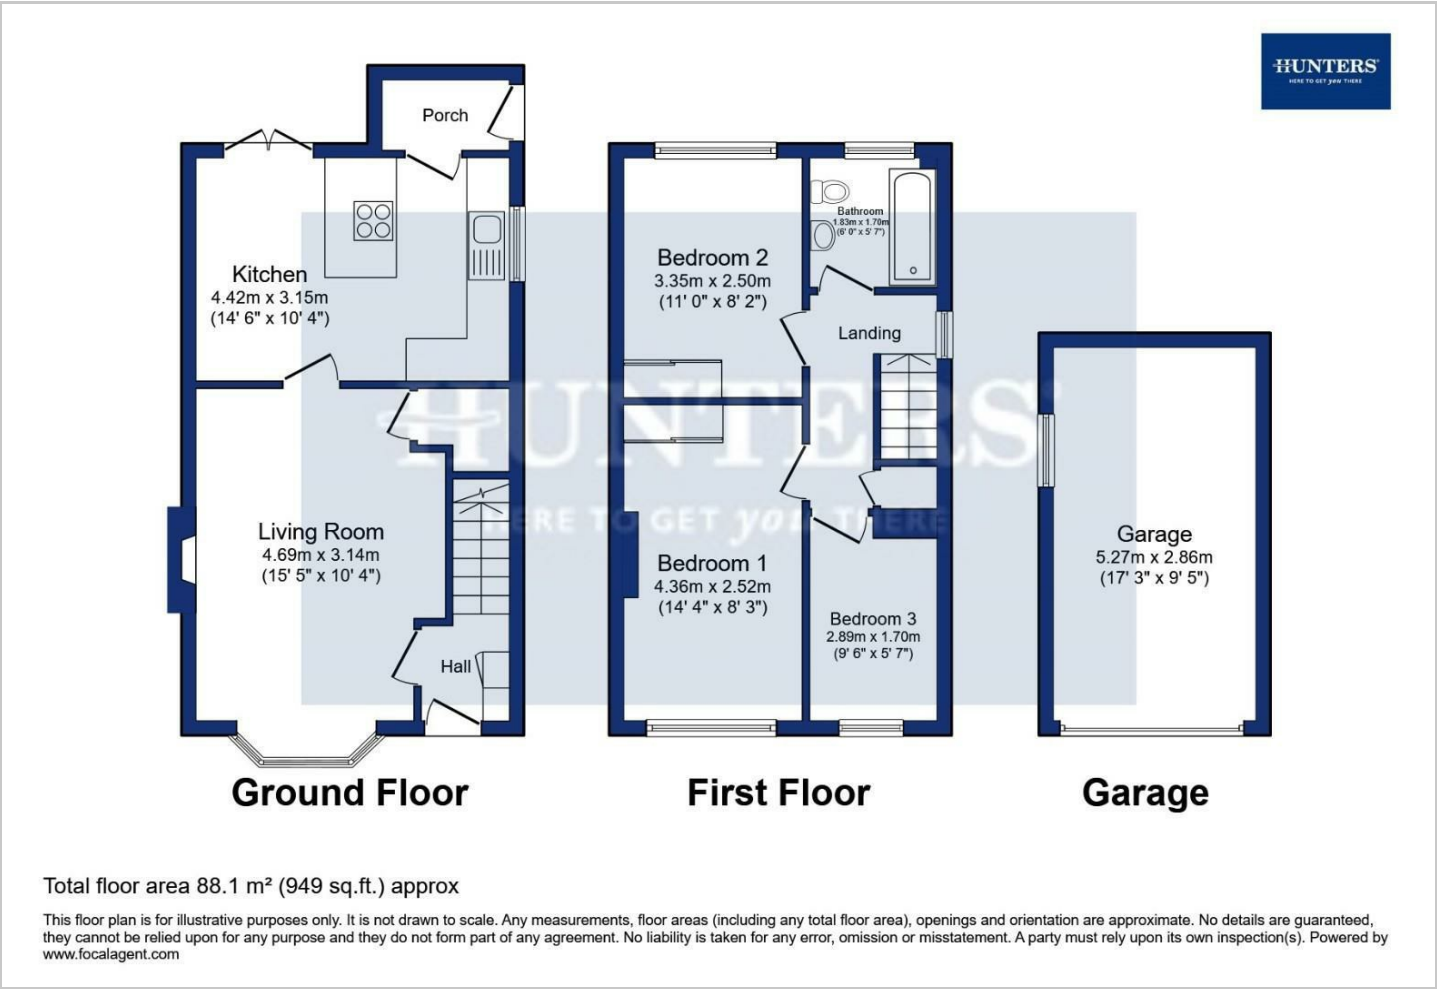 HUNTERS
HERE TO GET you THERE
Porch
Kitchen
4.42m x 3.15m
(14' 6" x 10' 4")
Living Room
4.69m x 3.14m
(15' 5" x 10' 4")
Hall
Ground Floor
Bedroom 2
3.35m x 2.50m
(11' 0" x 8' 2")
Bathroom
1.83m x 1.70m
(6' 0" x 5' 7")
Landing
Bedroom 1
4.36m x 2.52m
(14' 4" x 8' 3")
Bedroom 3
2.89m x 1.70m
(9' 6" x 5' 7")
First Floor
Garage
5.27m x 2.86m
(17' 3" x 9' 5")
Garage
HUNTERS
HERE TO GET you THERE
Total floor area 88.1 m² (949 sq.ft.) approx
This floor plan is for illustrative purposes only. It is not drawn to scale. Any measurements, floor areas (including any total floor area), openings and orientation are approximate. No details are guaranteed,
they cannot be relied upon for any purpose and they do not form part of any agreement. No liability is taken for any error, omission or misstatement. A party must rely upon its own inspection(s). Powered by
www.focalagent.com